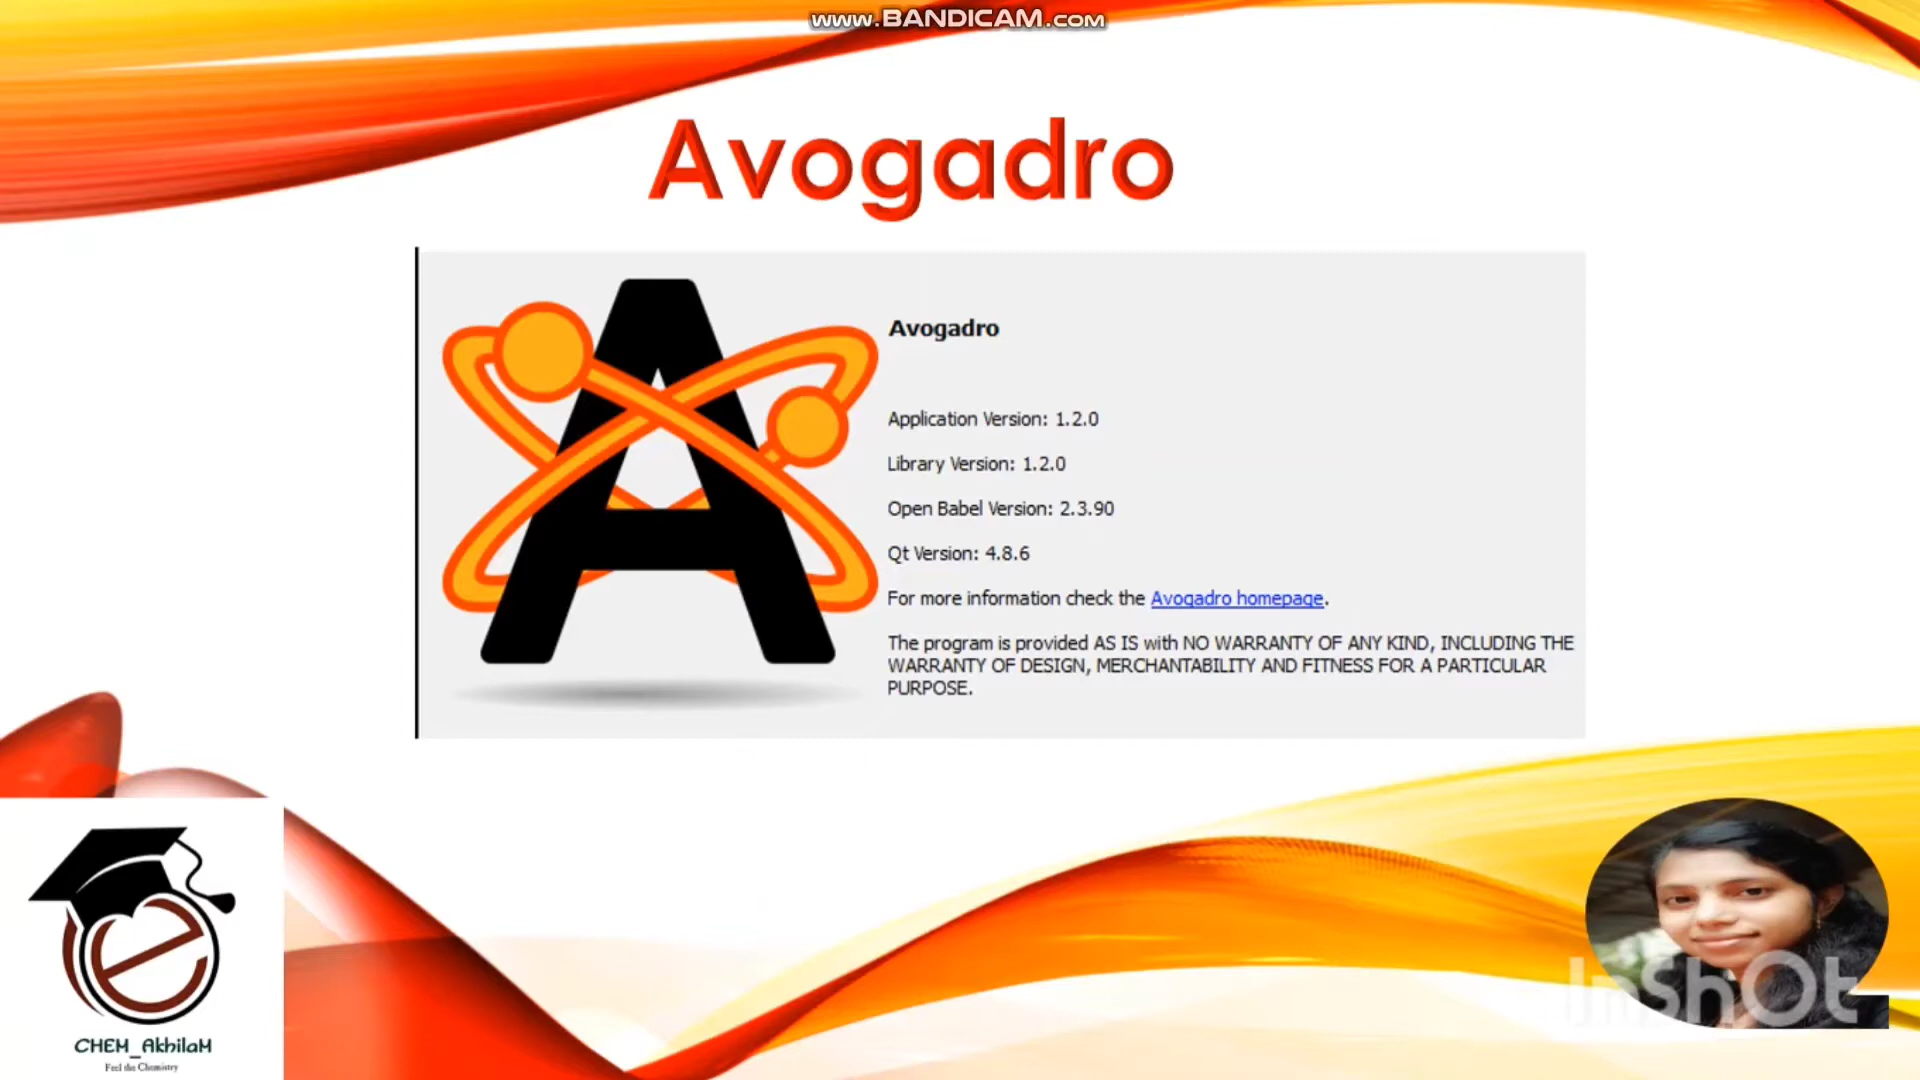 www.BANDICAM.com
Avogadro
Avogadro
Application Version: 1.2.0
Library Version: 1.2.0
Open Babel Version: 2.3.90
Qt Version: 4.8.6
For more information check the Avogadro homepage.
The program is provided AS IS with NO WARRANTY OF ANY KIND, INCLUDING THE
WARRANTY OF DESIGN, MERCHANTABILITY AND FITNESS FOR A PARTICULAR
PURPOSE.
CHEM_AkhilaM
Feel the Chemistry
InShOt